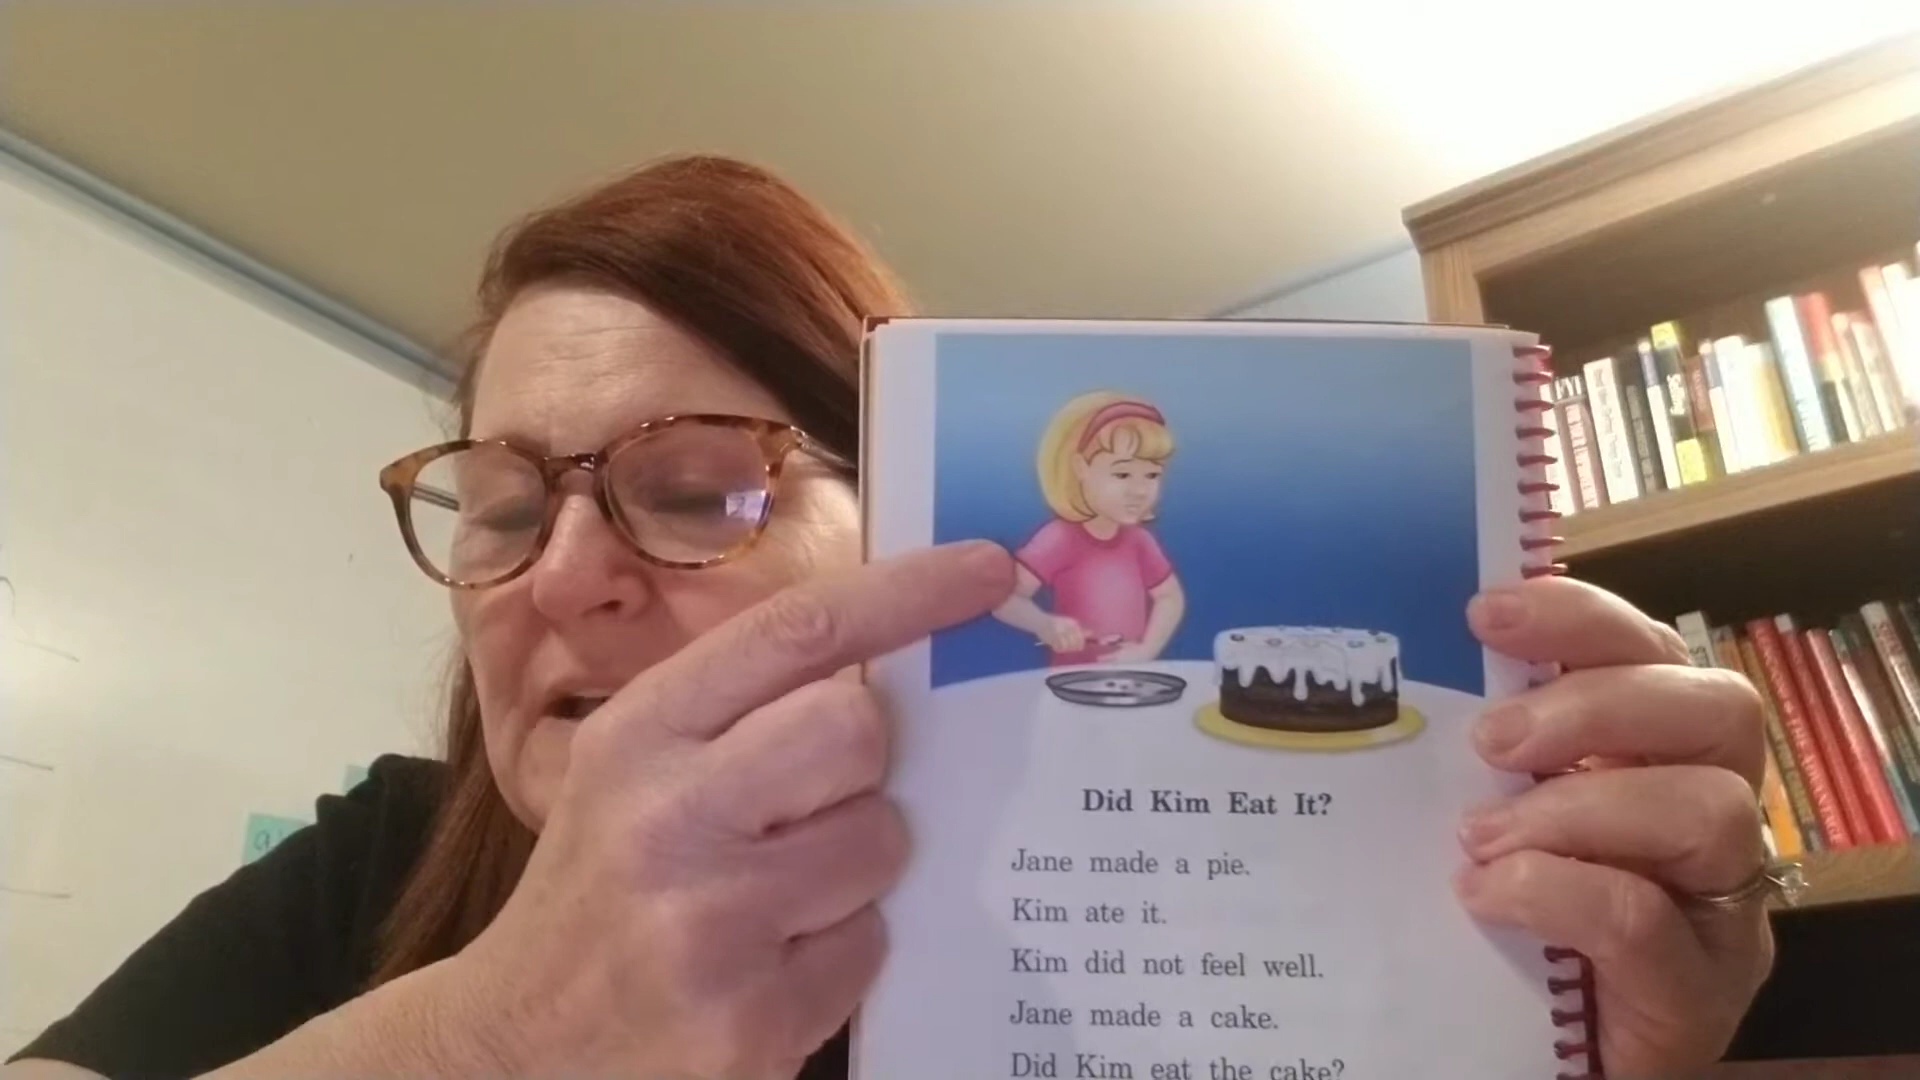 Did Kim Eat It?
Jane made a pie.
Kim ate it.
Kim did not feel well.
Jane made a cake.
Did Kim eat the cake?